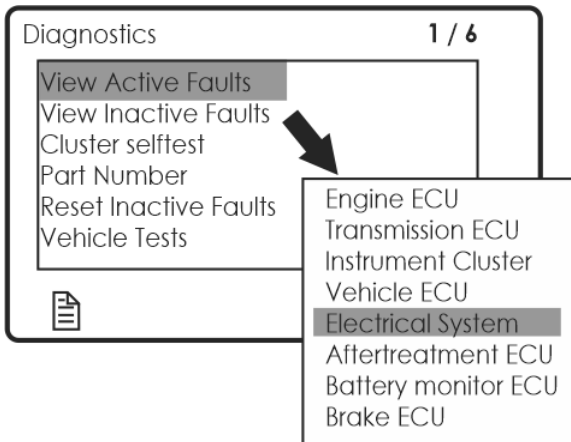 Diagnostics 1 / 6
View Active Faults
View Inactive Faults
Cluster selftest
Part Number
Reset Inactive Faults
Vehicle Tests
Engine ECU
Transmission ECU
Instrument Cluster
Vehicle ECU
Electrical System
Aftertreatment ECU
Battery monitor ECU
Brake ECU